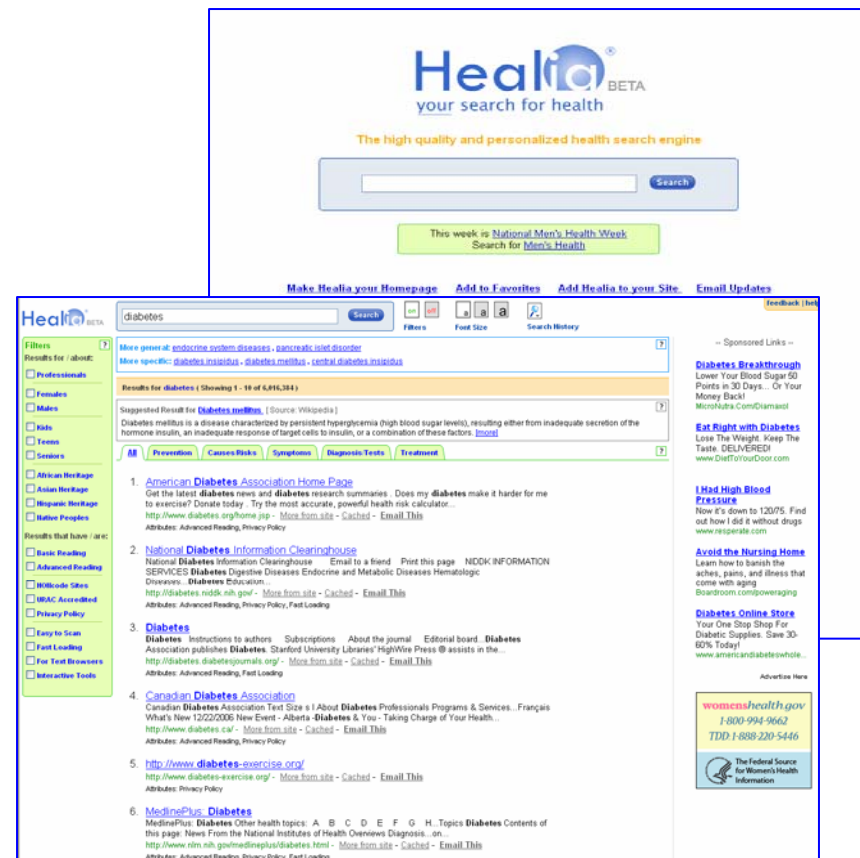 Healia® BETA
your search for health
The high quality and personalized health search engine
Search
This week is National Men's Health Week
Search for Men's Health
Make Healia your Homepage Add to Favorites Add Healia to your Site Email Updates
feedback | help
Healia BETA
diabetes
Search
on off
a a a
Filters
Font Size
Search History
Filters ?
Results for / about:
Professionals
Females
Males
Kids
Teens
Seniors
African Heritage
Asian Heritage
Hispanic Heritage
Native Peoples
Results that have / are:
Basic Reading
Advanced Reading
HONcode Sites
URAC Accredited
Privacy Policy
Easy to Scan
Fast Loading
For Text Browsers
Interactive Tools
More general: endocrine system diseases , pancreatic islet disorder ?
More specific: diabetes insipidus , diabetes mellitus , central diabetes insipidus
Results for diabetes ( Showing 1 - 10 of 6,016,384 )
Suggested Result for Diabetes mellitus [ Source: Wikipedia ] ?
Diabetes mellitus is a disease characterized by persistent hyperglycemia (high blood sugar levels), resulting either from inadequate secretion of the
hormone insulin, an inadequate response of target cells to insulin, or a combination of these factors. [more]
All Prevention Causes/Risks Symptoms Diagnosis/Tests Treatment ?
1. American Diabetes Association Home Page
Get the latest diabetes news and diabetes research summaries . Does my diabetes make it harder for me
to exercise? Donate today . Try the most accurate, powerful health risk calculator...
http://www.diabetes.org/home.jsp - More from site - Cached - Email This
Attributes: Advanced Reading, Privacy Policy
2. National Diabetes Information Clearinghouse
National Diabetes Information Clearinghouse Email to a friend Print this page NIDDK INFORMATION
SERVICES Diabetes Digestive Diseases Endocrine and Metabolic Diseases Hematologic
Diseases... Diabetes Education...
http://diabetes.niddk.nih.gov/ - More from site - Cached - Email This
Attributes: Advanced Reading, Privacy Policy, Fast Loading
3. Diabetes
Diabetes Instructions to authors Subscriptions About the journal Editorial board... Diabetes
Association publishes Diabetes. Stanford University Libraries' HighWire Press ® assists in the...
http://diabetes.diabetesjournals.org/ - More from site - Cached - Email This
Attributes: Advanced Reading, Fast Loading
4. Canadian Diabetes Association
Canadian Diabetes Association Text Size s l About Diabetes Professionals Programs & Services...Français
What's New 12/22/2006 New Event - Alberta -Diabetes & You - Taking Charge of Your Health...
http://www.diabetes.ca/ - More from site - Cached - Email This
Attributes: Advanced Reading, Privacy Policy
5. http://www.diabetes-exercise.org/
http://www.diabetes-exercise.org/ - More from site - Cached - Email This
Attributes: Privacy Policy
6. MedlinePlus: Diabetes
MedlinePlus: Diabetes Other health topics: A B C D E F G H...Topics Diabetes Contents of
this page: News From the National Institutes of Health Overviews Diagnosis...on...
http://www.nlm.nih.gov/medlineplus/diabetes.html - More from site - Cached - Email This
Attributes: Advanced Reading, Privacy Policy, Fast Loading
-- Sponsored Links --
Diabetes Breakthrough
Lower Your Blood Sugar 50
Points in 30 Days... Or Your
Money Back!
MicroNutra.Com/Diamaxol
Eat Right with Diabetes
Lose The Weight. Keep The
Taste. DELIVERED!
www.DietToYourDoor.com
I Had High Blood
Pressure
Now it's down to 120/75. Find
out how I did it without drugs
www.resperate.com
Avoid the Nursing Home
Learn how to banish the
aches, pains, and illness that
come with aging
Boardroom.com/poweraging
Diabetes Online Store
Your One Stop Shop For
Diabetic Supplies. Save 30-
60% Today!
www.americandiabeteswhole...
Advertise Here
womenshealth.gov
1-800-994-9662
TDD: 1-888-220-5446
The Federal Source
for Women's Health
Information